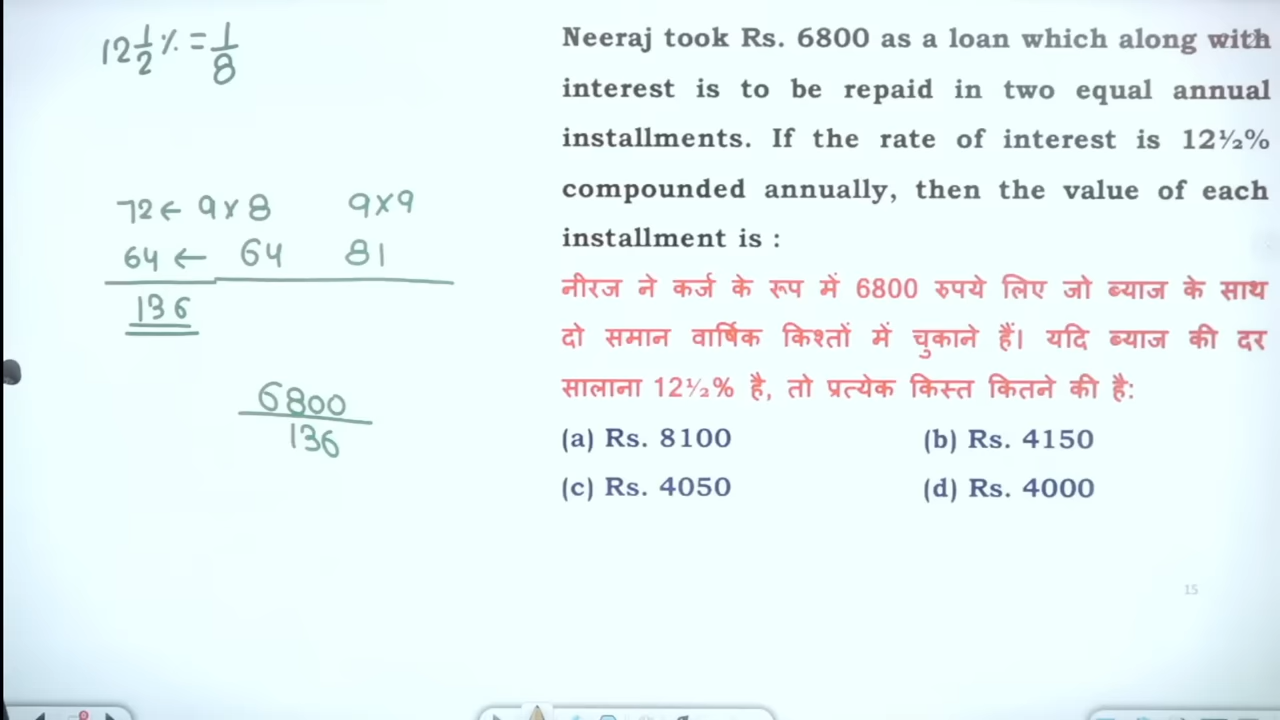 12 1/2 % = 1/8
72 ← 9 × 8 9 × 9
64 ← 64 81
136
6800
136
Neeraj took Rs. 6800 as a loan which along with
interest is to be repaid in two equal annual
installments. If the rate of interest is 12½%
compounded annually, then the value of each
installment is :
नीरज ने कर्ज के रूप में 6800 रुपये लिए जो ब्याज के साथ
दो समान वार्षिक किश्तों में चुकाने हैं। यदि ब्याज की दर
सालाना 12½% है, तो प्रत्येक किस्त कितने की है:
(a) Rs. 8100 (b) Rs. 4150
(c) Rs. 4050 (d) Rs. 4000
15